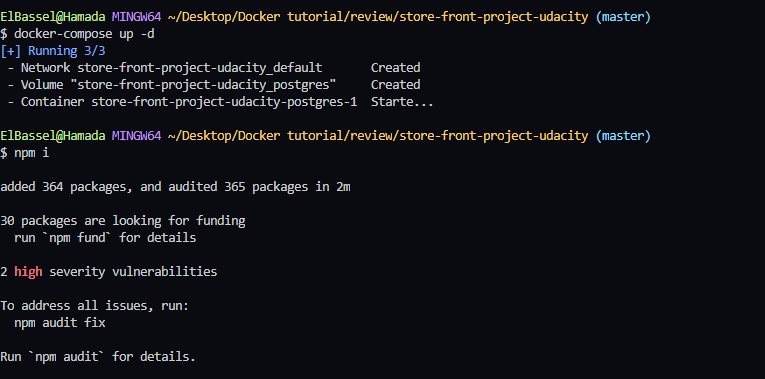 ElBassel@Hamada MINGW64 ~/Desktop/Docker tutorial/review/store-front-project-udacity (master)
$ docker-compose up -d
[+] Running 3/3
 - Network store-front-project-udacity_default       Created
 - Volume "store-front-project-udacity_postgres"     Created
 - Container store-front-project-udacity-postgres-1  Starte...
ElBassel@Hamada MINGW64 ~/Desktop/Docker tutorial/review/store-front-project-udacity (master)
$ npm i
added 364 packages, and audited 365 packages in 2m
30 packages are looking for funding
  run `npm fund` for details
2 high severity vulnerabilities
To address all issues, run:
  npm audit fix
Run `npm audit` for details.